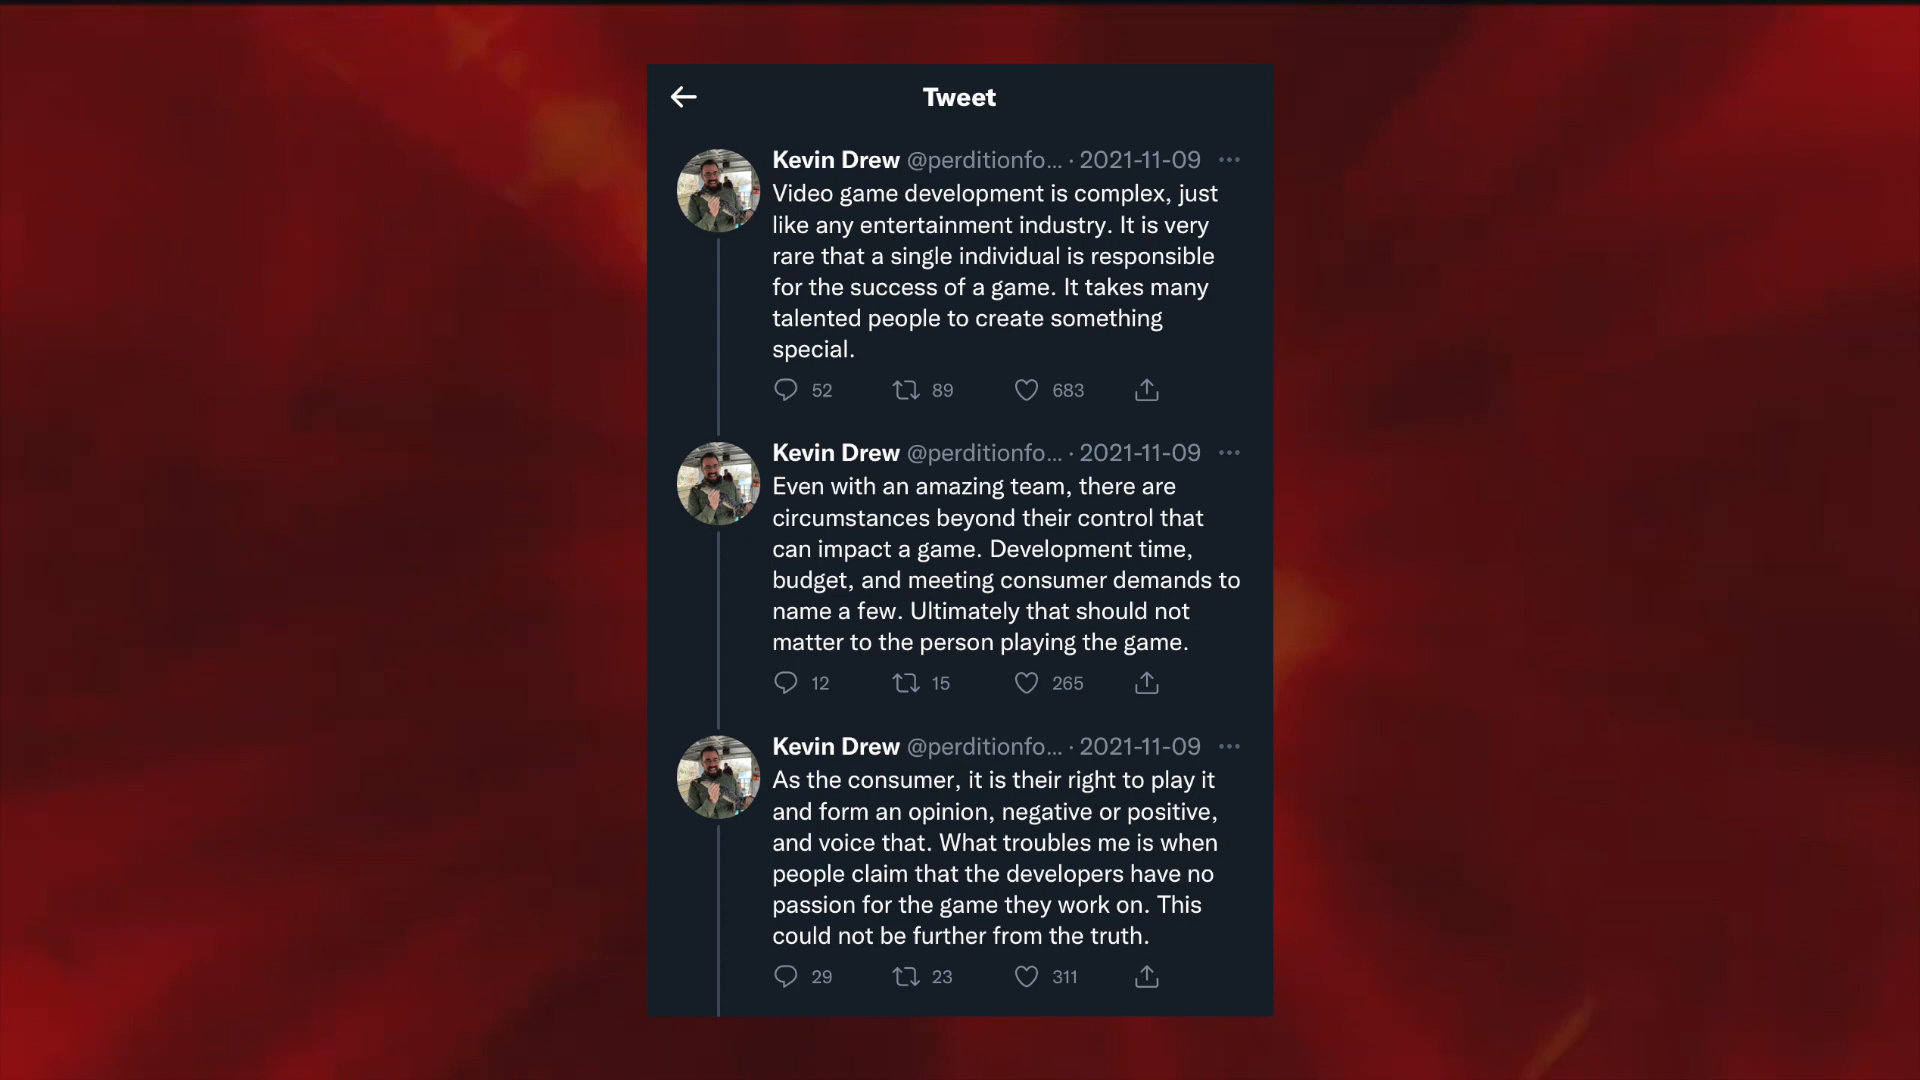 Tweet
Kevin Drew @perditionfo... · 2021-11-09
Video game development is complex, just
like any entertainment industry. It is very
rare that a single individual is responsible
for the success of a game. It takes many
talented people to create something
special.
52 89 683
Kevin Drew @perditionfo... · 2021-11-09
Even with an amazing team, there are
circumstances beyond their control that
can impact a game. Development time,
budget, and meeting consumer demands to
name a few. Ultimately that should not
matter to the person playing the game.
12 15 265
Kevin Drew @perditionfo... · 2021-11-09
As the consumer, it is their right to play it
and form an opinion, negative or positive,
and voice that. What troubles me is when
people claim that the developers have no
passion for the game they work on. This
could not be further from the truth.
29 23 311